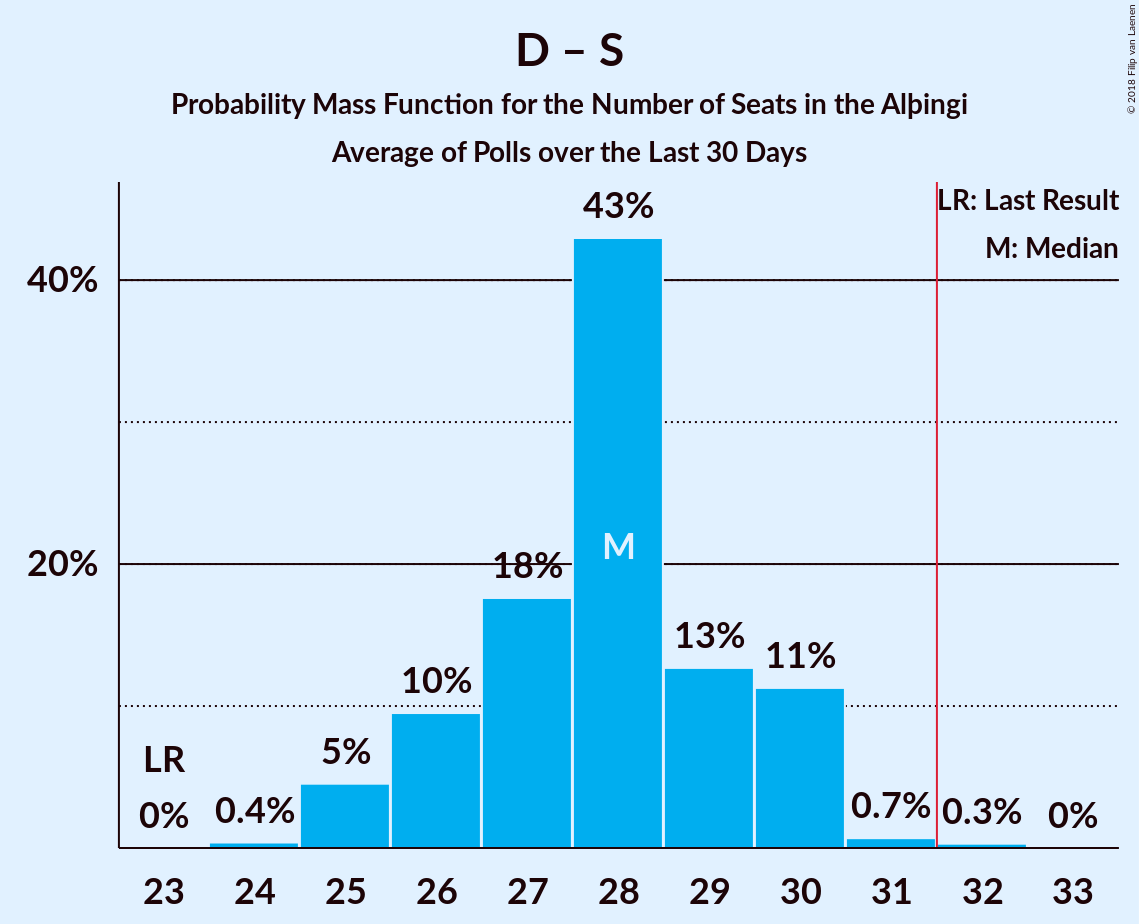 D – S
Probability Mass Function for the Number of Seats in the Alþingi
Average of Polls over the Last 30 Days
© 2018 Filip van Laenen
LR: Last Result
M: Median
43%
40%
M
20%
18%
13%
11%
10%
5%
LR
0%
0.4%
0.7%
0.3%
0%
23 24 25 26 27 28 29 30 31 32 33